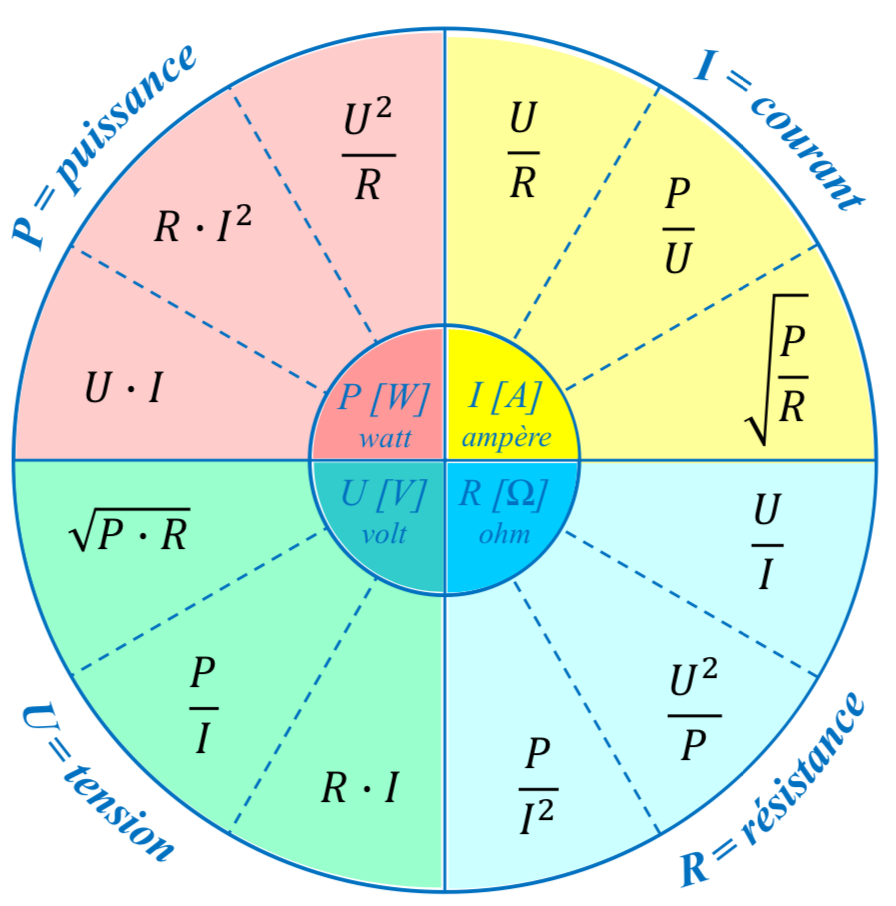 P = puissance
I = courant
U²/R
U/R
R · I²
P/U
U · I
√(P/R)
P [W]
watt
I [A]
ampère
U [V]
volt
R [Ω]
ohm
√(P · R)
U/I
P/I
U²/P
R · I
P/I²
U = tension
R = résistance